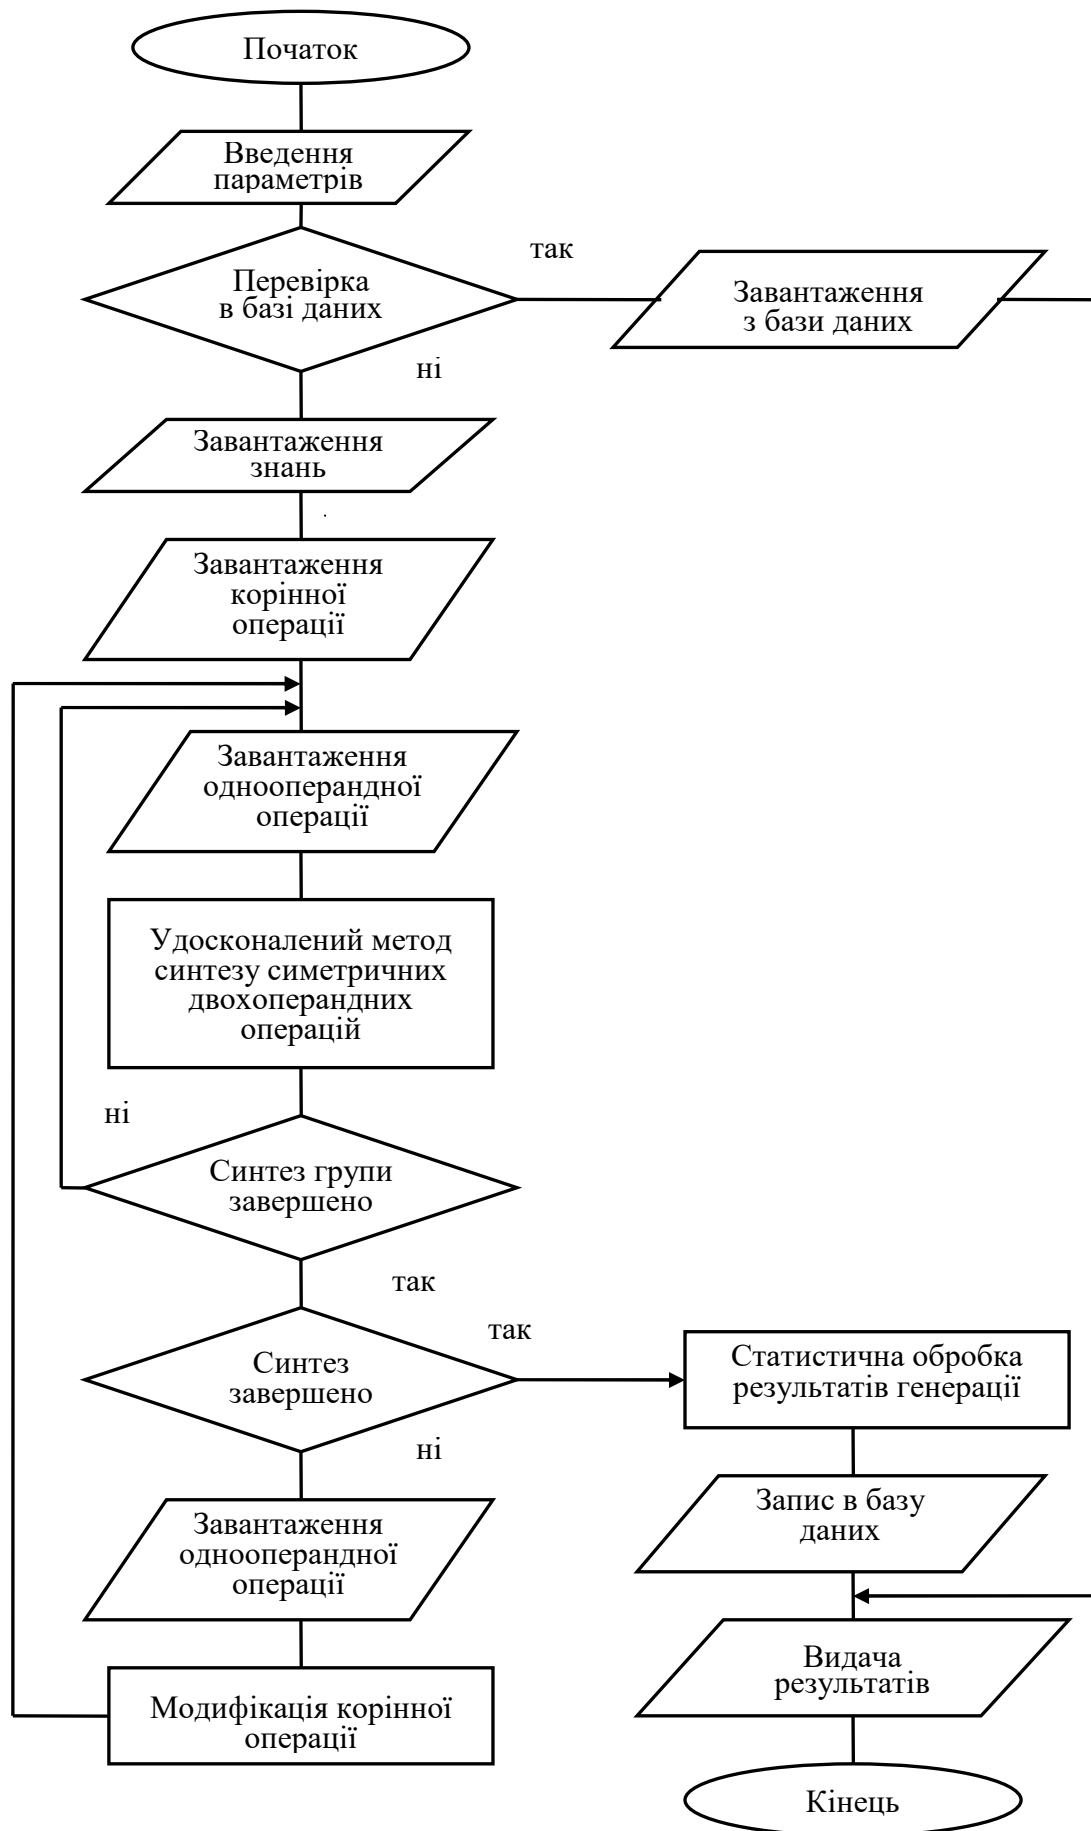 Початок
Введення
параметрів
так
Перевірка
в базі даних
Завантаження
з бази даних
ні
Завантаження
знань
Завантаження
корінної
операції
Завантаження
однооперандної
операції
Удосконалений метод
синтезу симетричних
двохоперандних
операцій
ні
Синтез групи
завершено
так
так
Синтез
завершено
Статистична обробка
результатів генерації
ні
Завантаження
однооперандної
операції
Запис в базу
даних
Модифікація корінної
операції
Видача
результатів
Кінець